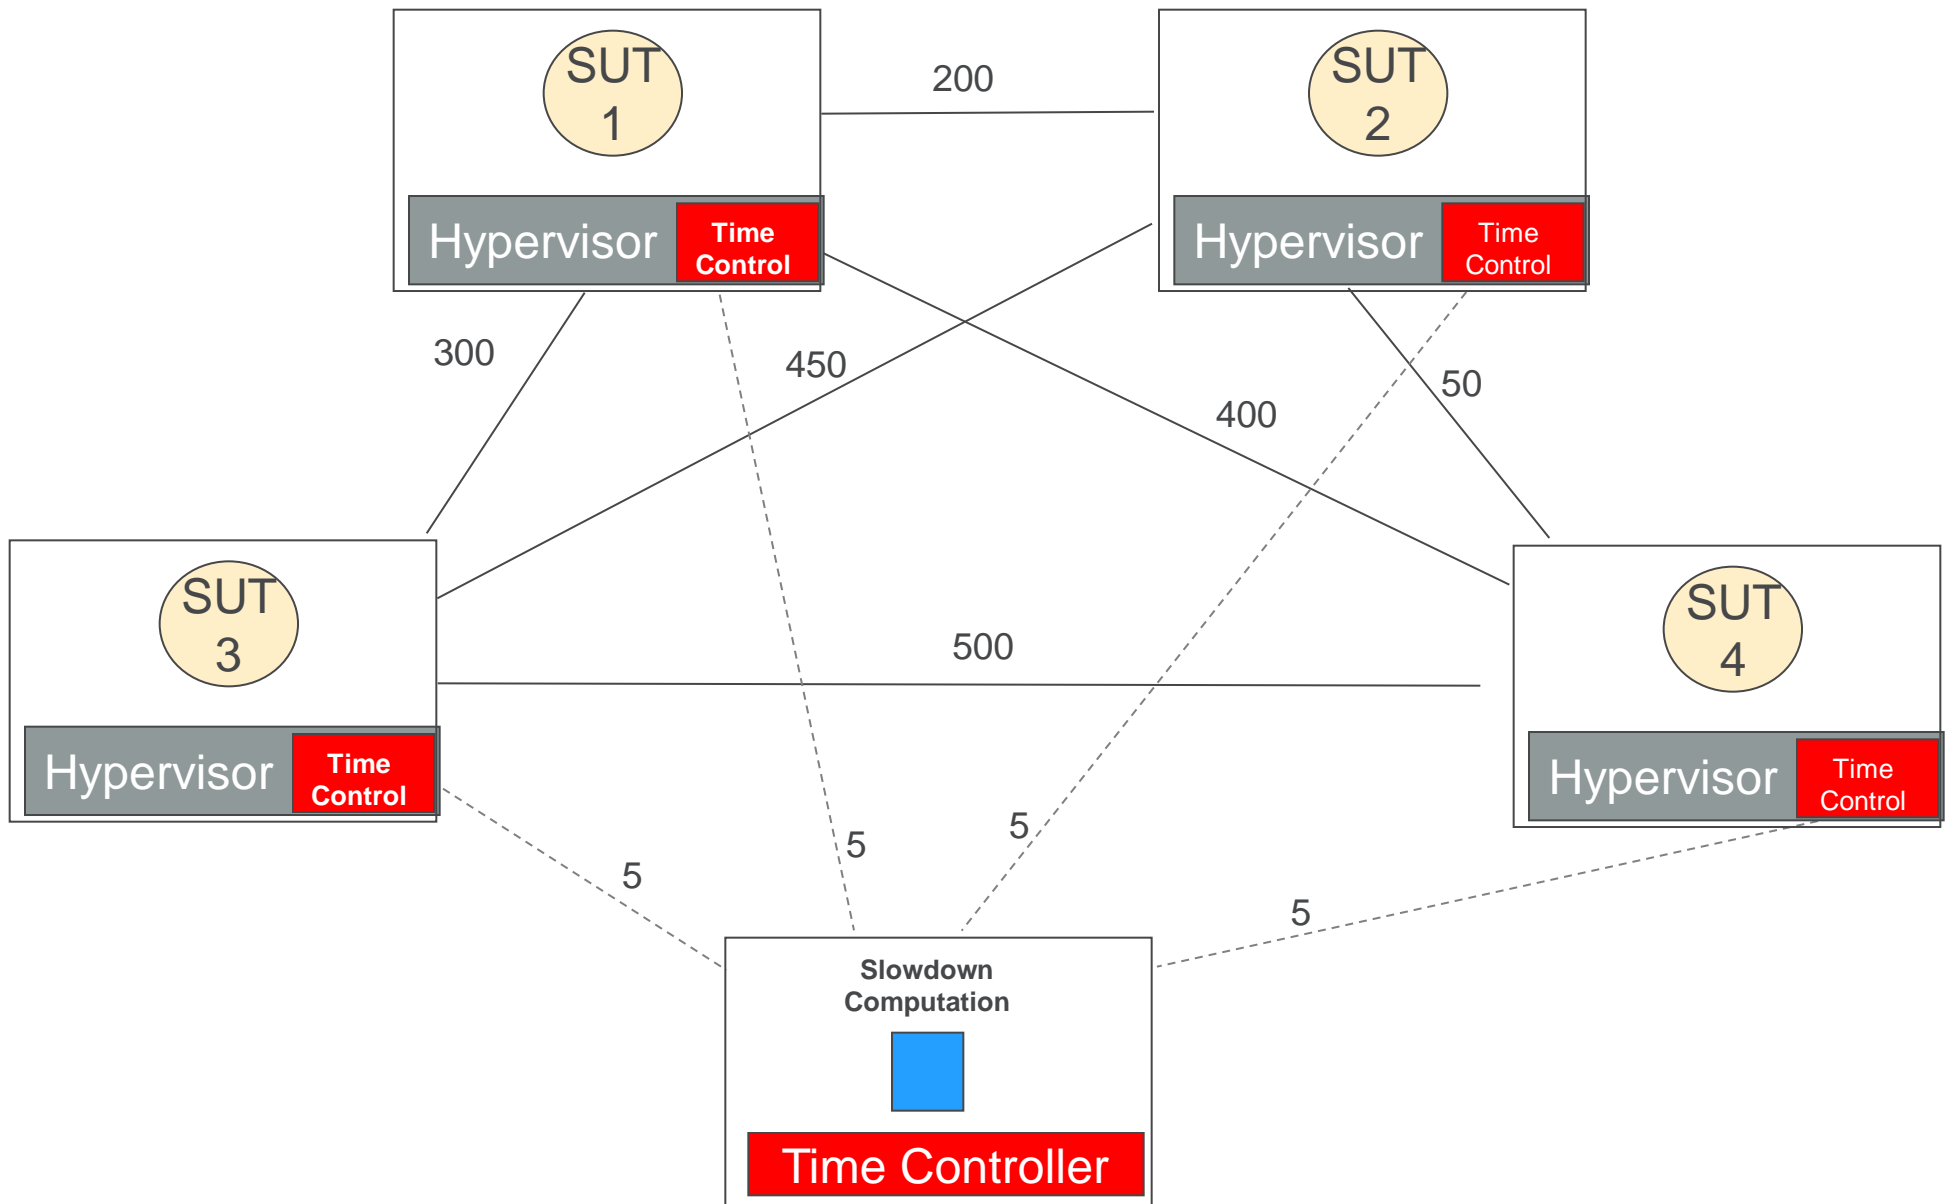 SUT
1
200
SUT
2
Hypervisor
Time
Control
Hypervisor
Time
Control
300
450
50
400
SUT
3
500
SUT
4
Hypervisor
Time
Control
Hypervisor
Time
Control
5
5
5
5
Slowdown
Computation
Time Controller